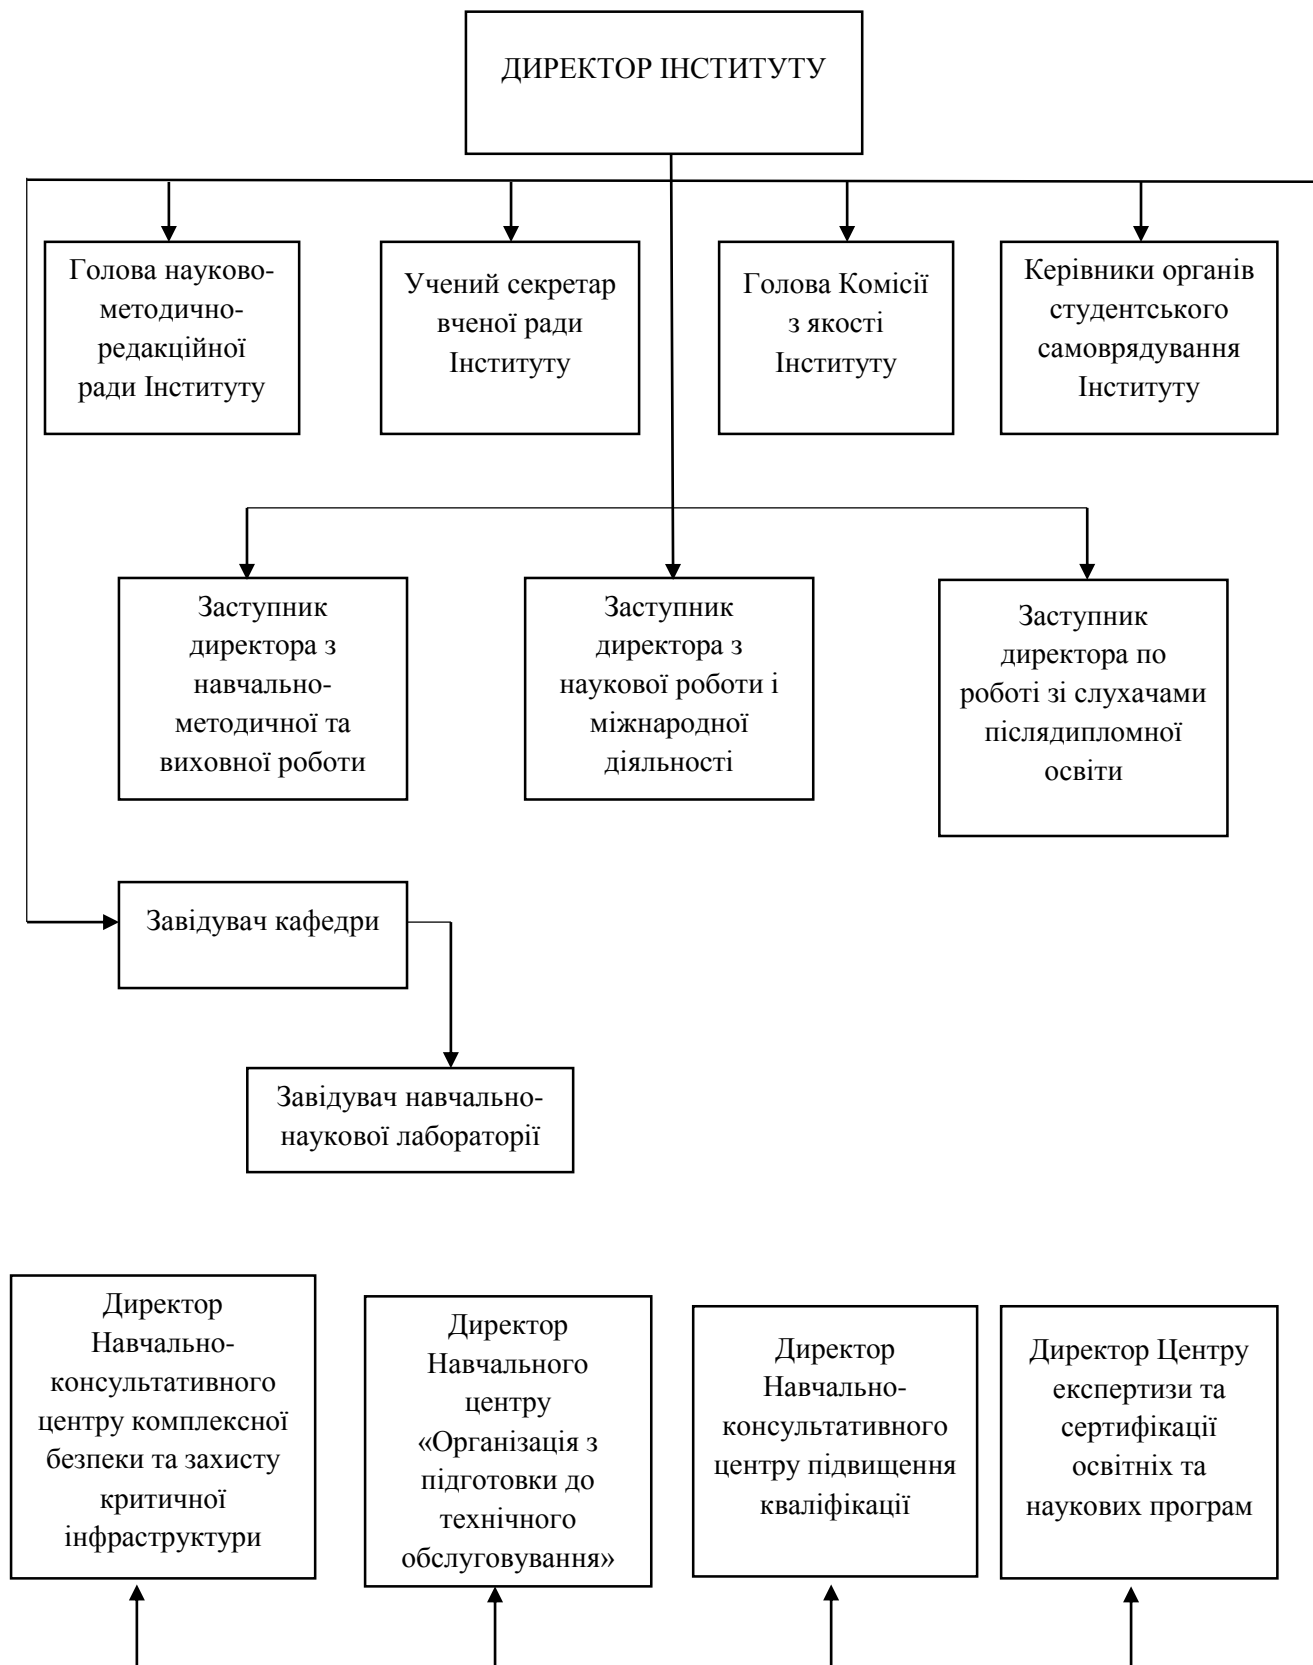 ДИРЕКТОР ІНСТИТУТУ
Голова науково-
методично-
редакційної
ради Інституту
Учений секретар
вченої ради
Інституту
Голова Комісії
з якості
Інституту
Керівники органів
студентського
самоврядування
Інституту
Заступник
директора з
навчально-
методичної та
виховної роботи
Заступник
директора з
наукової роботи і
міжнародної
діяльності
Заступник
директора по
роботі зі слухачами
післядипломної
освіти
Завідувач кафедри
Завідувач навчально-
наукової лабораторії
Директор
Навчально-
консультативного
центру комплексної
безпеки та захисту
критичної
інфраструктури
Директор
Навчального
центру
«Організація з
підготовки до
технічного
обслуговування»
Директор
Навчально-
консультативного
центру підвищення
кваліфікації
Директор Центру
експертизи та
сертифікації
освітніх та
наукових програм